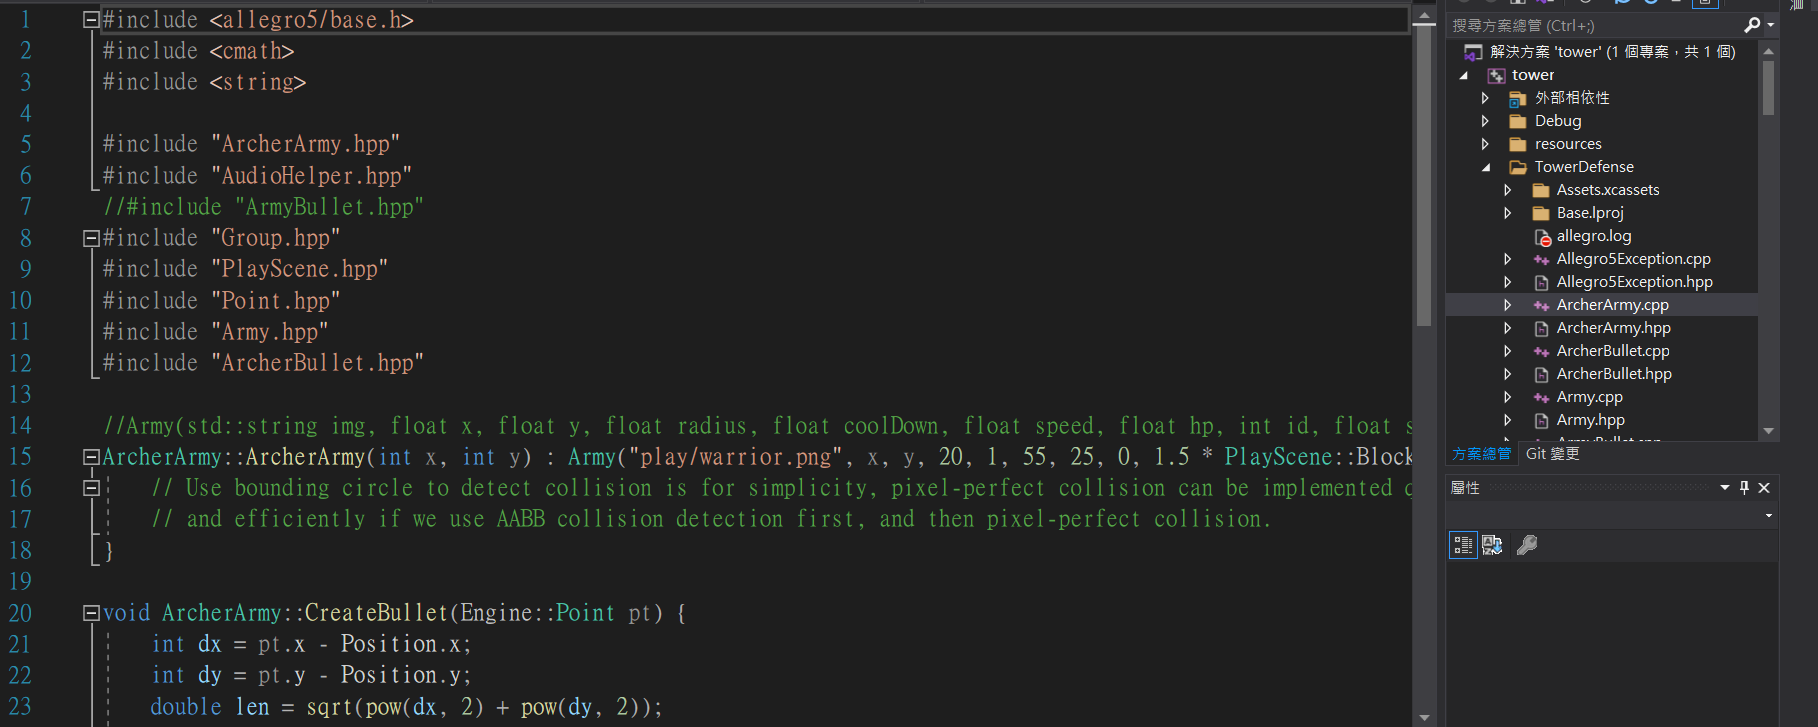 1 #include <allegro5/base.h>
2 #include <cmath>
3 #include <string>
4
5 #include "ArcherArmy.hpp"
6 #include "AudioHelper.hpp"
7 //#include "ArmyBullet.hpp"
8 #include "Group.hpp"
9 #include "PlayScene.hpp"
10 #include "Point.hpp"
11 #include "Army.hpp"
12 #include "ArcherBullet.hpp"
13
14 //Army(std::string img, float x, float y, float radius, float coolDown, float speed, float hp, int id, float s
15 ArcherArmy::ArcherArmy(int x, int y) : Army("play/warrior.png", x, y, 20, 1, 55, 25, 0, 1.5 * PlayScene::Block
16 // Use bounding circle to detect collision is for simplicity, pixel-perfect collision can be implemented
17 // and efficiently if we use AABB collision detection first, and then pixel-perfect collision.
18 }
19
20 void ArcherArmy::CreateBullet(Engine::Point pt) {
21 int dx = pt.x - Position.x;
22 int dy = pt.y - Position.y;
23 double len = sqrt(pow(dx, 2) + pow(dy, 2));
搜尋方案總管 (Ctrl+;)
解決方案 'tower' (1 個專案，共 1 個)
tower
外部相依性
Debug
resources
TowerDefense
Assets.xcassets
Base.lproj
allegro.log
Allegro5Exception.cpp
Allegro5Exception.hpp
ArcherArmy.cpp
ArcherArmy.hpp
ArcherBullet.cpp
ArcherBullet.hpp
Army.cpp
Army.hpp
方案總管 Git 變更
屬性